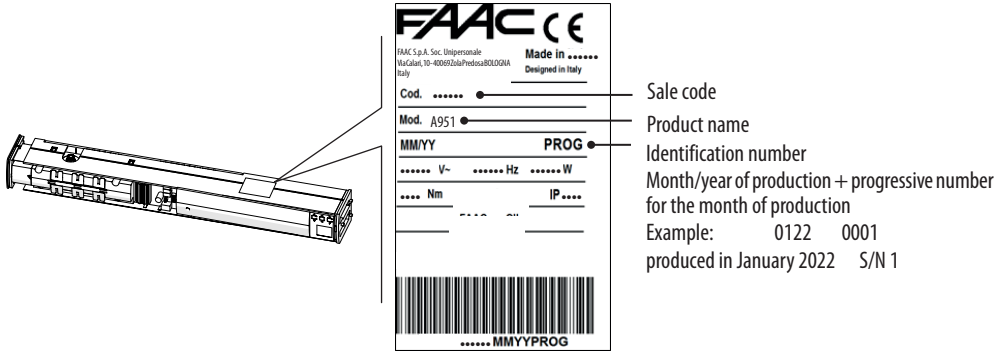 FAAC CE
FAAC S.p.A. Soc. Unipersonale
Via Calari, 10 - 40069 Zola Predosa BOLOGNA
Italy
Made in ......
Designed in Italy
Cod. ......
Mod. A951
MM/YY PROG
...... V~ ...... Hz ...... W
.... Nm IP....
...... MMYYPROG
Sale code
Product name
Identification number
Month/year of production + progressive number
for the month of production
Example: 0122 0001
produced in January 2022 S/N 1